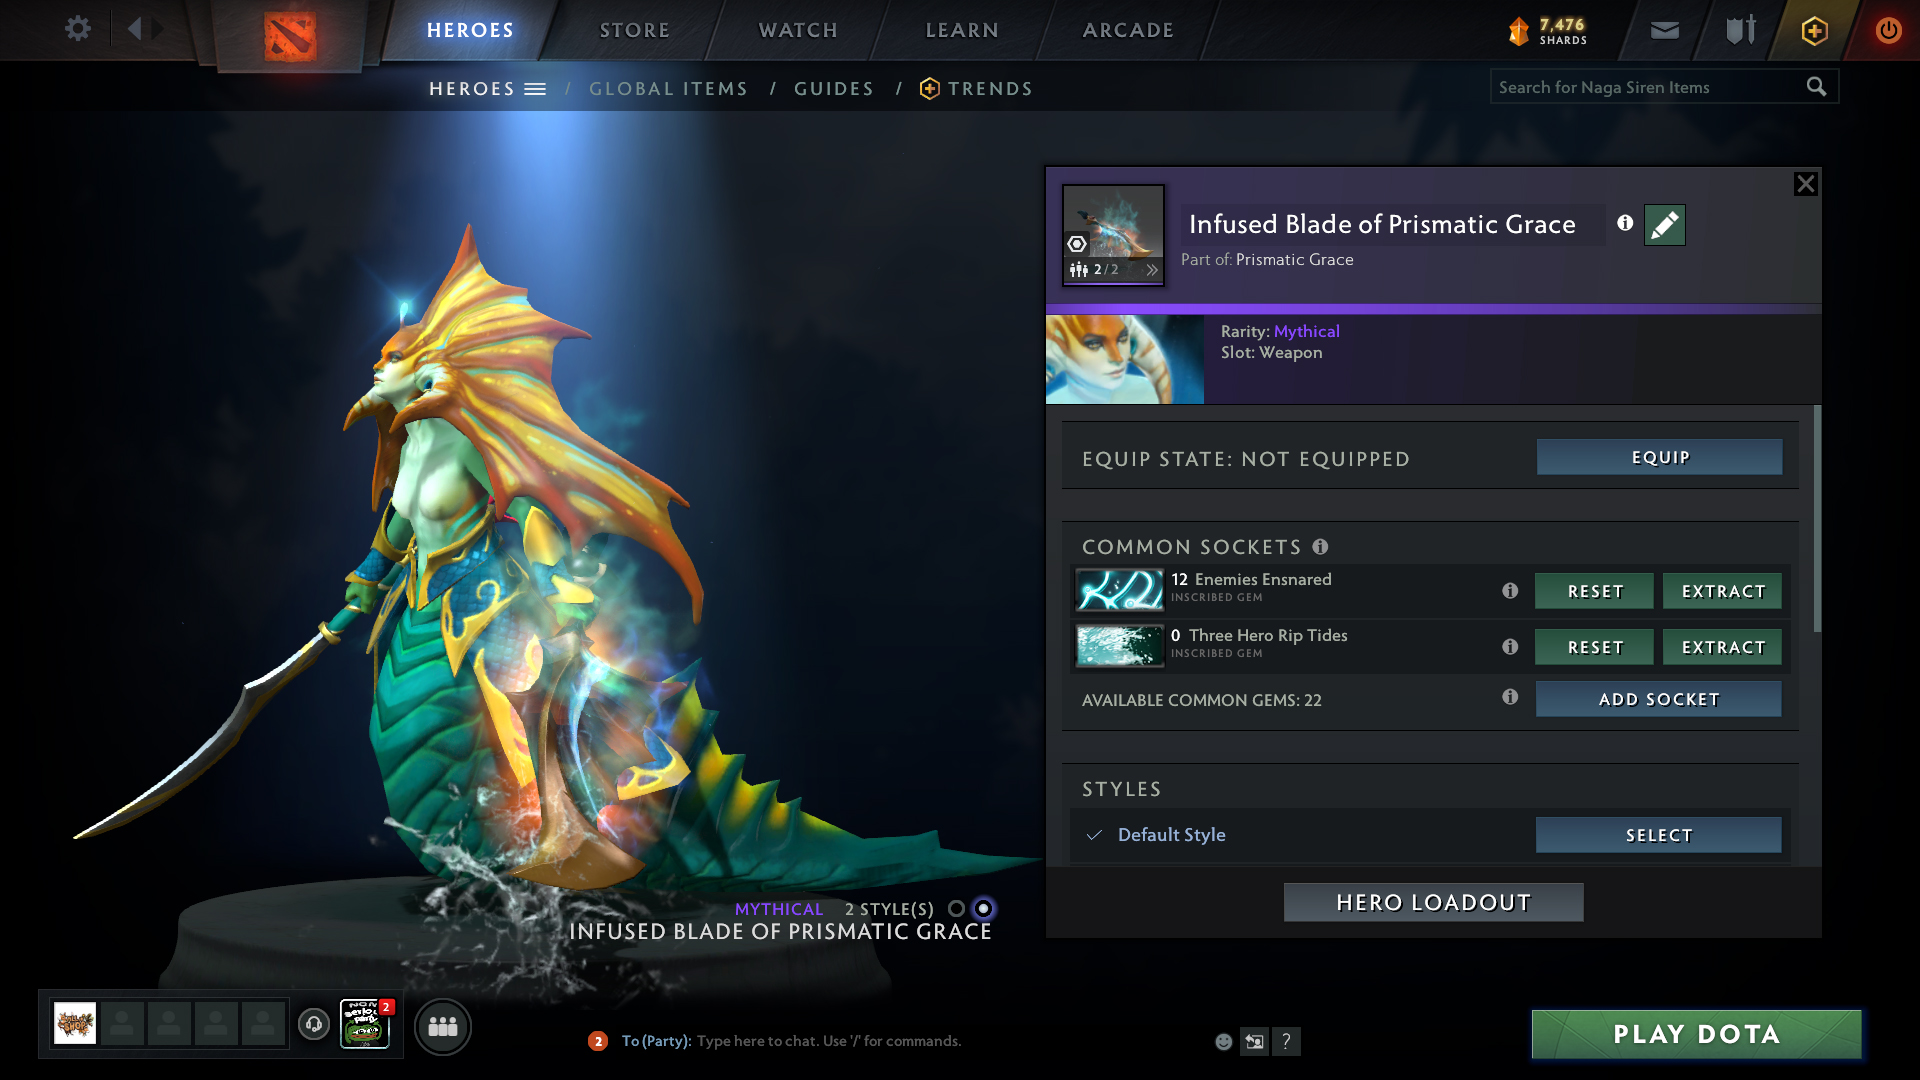 HEROES
STORE
WATCH
LEARN
ARCADE
7,476
SHARDS
HEROES / GLOBAL ITEMS / GUIDES / TRENDS
Search for Naga Siren Items
Infused Blade of Prismatic Grace
Part of: Prismatic Grace
2/2
Rarity: Mythical
Slot: Weapon
EQUIP STATE: NOT EQUIPPED
EQUIP
COMMON SOCKETS
12 Enemies Ensnared
INSCRIBED GEM
RESET
EXTRACT
0 Three Hero Rip Tides
INSCRIBED GEM
RESET
EXTRACT
AVAILABLE COMMON GEMS: 22
ADD SOCKET
STYLES
Default Style
SELECT
HERO LOADOUT
MYTHICAL 2 STYLE(S)
INFUSED BLADE OF PRISMATIC GRACE
2
2
To (Party): Type here to chat. Use '/' for commands.
?
PLAY DOTA